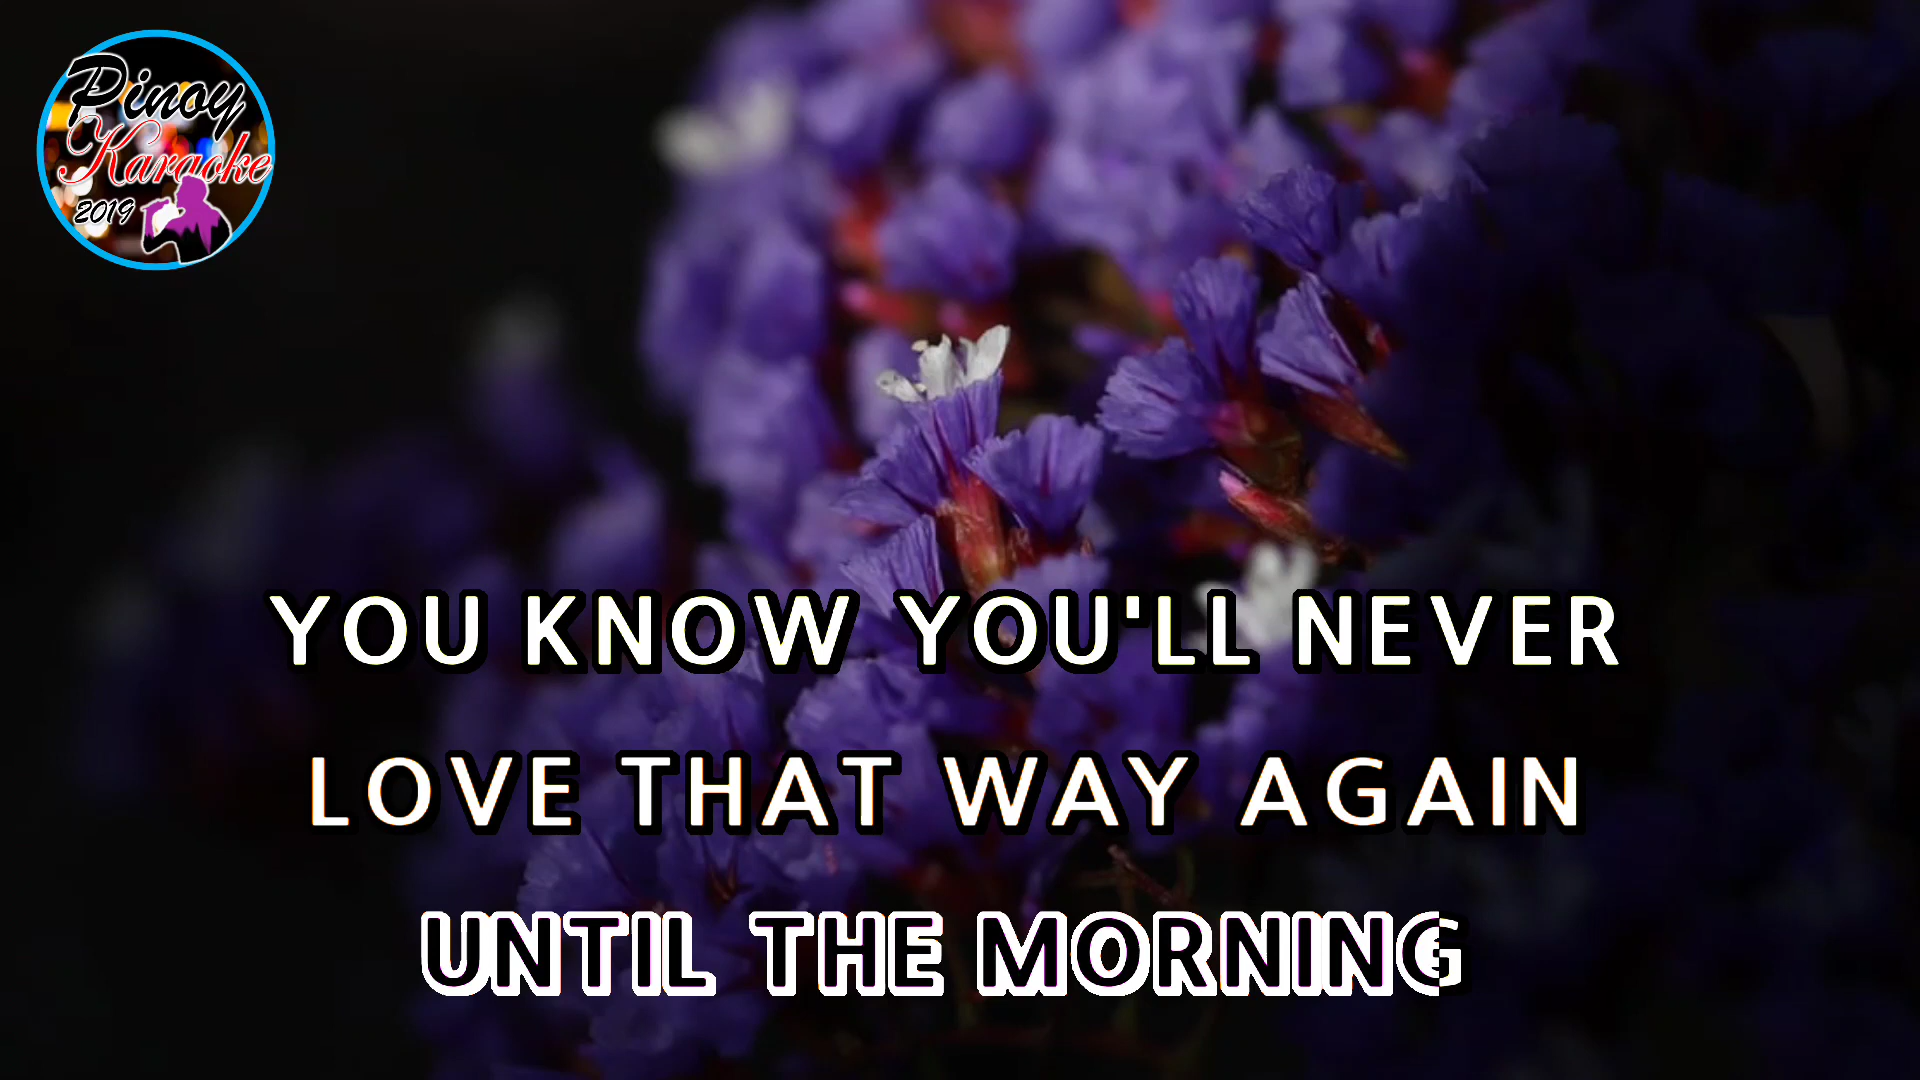 Pinoy
Karaoke
2019
YOU KNOW YOU'LL NEVER
LOVE THAT WAY AGAIN
UNTIL THE MORNING